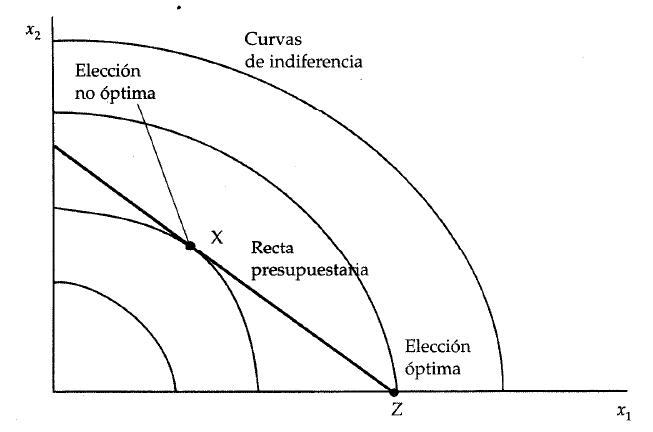 x₂
Curvas
de indiferencia
Elección
no óptima
X
Recta
presupuestaria
Elección
óptima
Z
x₁